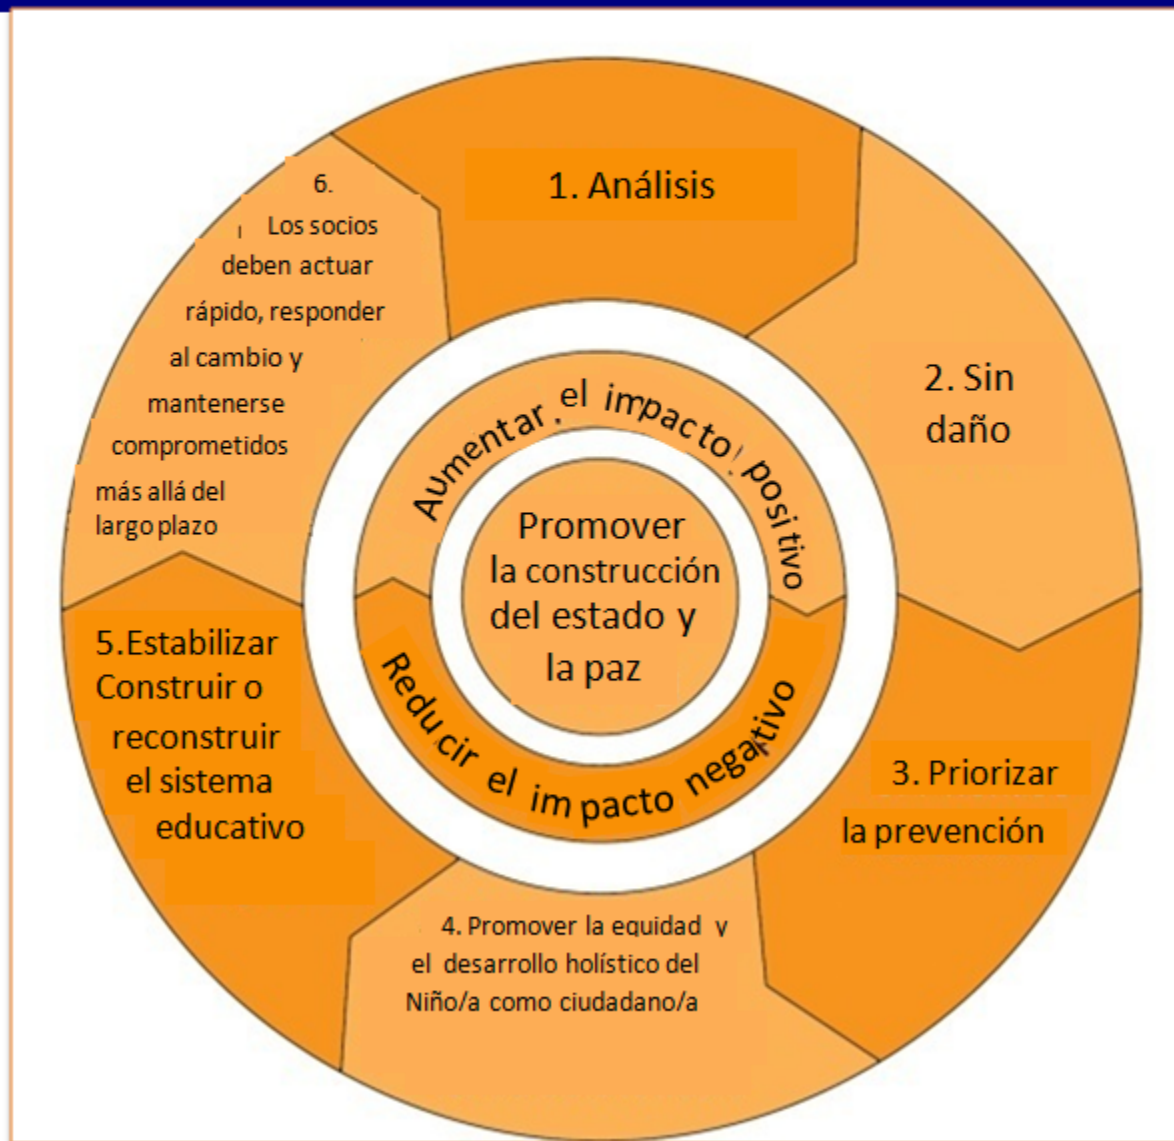 1. Análisis
2. Sin
daño
3. Priorizar
la prevención
4. Promover la equidad y
el desarrollo holístico del
Niño/a como ciudadano/a
5.Estabilizar
Construir o
reconstruir
el sistema
educativo
6.
Los socios
deben actuar
rápido, responder
al cambio y
mantenerse
comprometidos
más allá del
largo plazo
Aumentar el impacto positivo
Reducir el impacto negativo
Promover
la construcción
del estado y
la paz